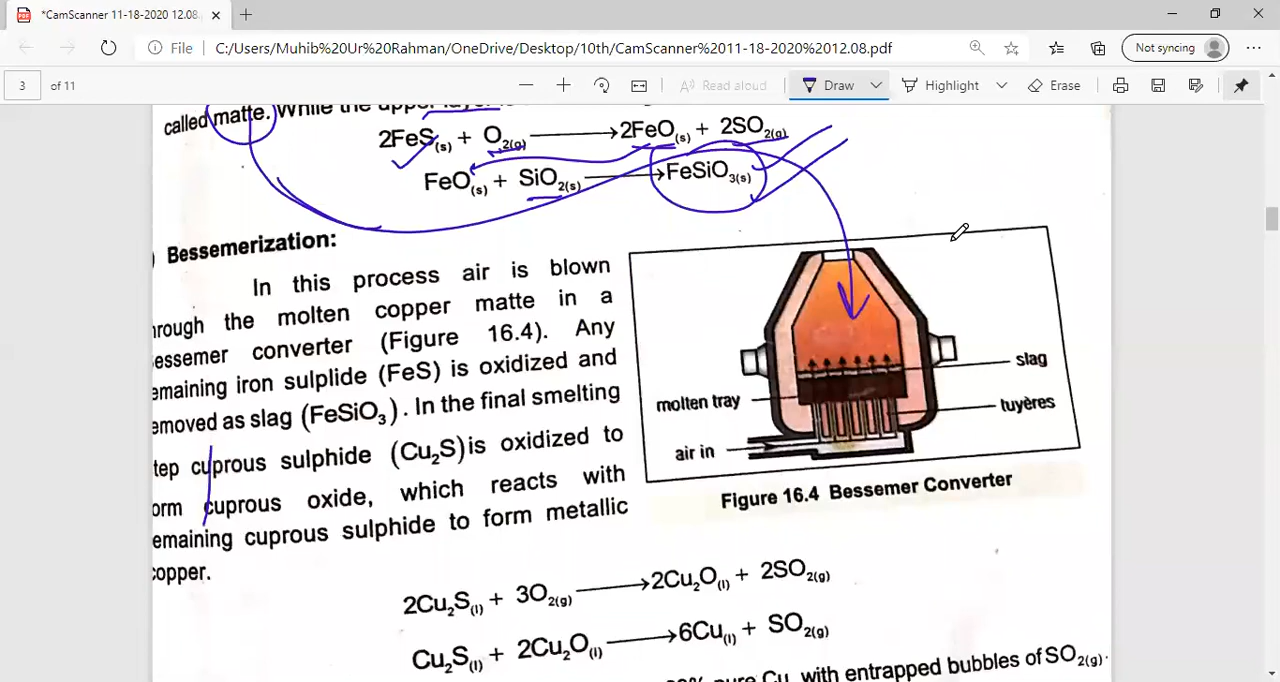 *CamScanner 11-18-2020 12.08.
File C:/Users/Muhib%20Ur%20Rahman/OneDrive/Desktop/10th/CamScanner%2011-18-2020%2012.08.pdf Not syncing
3 of 11 Read aloud Draw Highlight Erase
called matte. While the upper layer
2FeS(s) + O2(g) → 2FeO(s) + 2SO2(g)
FeO(s) + SiO2(s) → FeSiO3(s)
) Bessemerization:
In this process air is blown
hrough the molten copper matte in a
essemer converter (Figure 16.4). Any
emaining iron sulplide (FeS) is oxidized and
emoved as slag (FeSiO3). In the final smelting
tep cuprous sulphide (Cu2S) is oxidized to
orm cuprous oxide, which reacts with
emaining cuprous sulphide to form metallic
copper.
slag
molten tray
tuyères
air in
Figure 16.4 Bessemer Converter
2Cu2S(l) + 3O2(g) → 2Cu2O(l) + 2SO2(g)
Cu2S(l) + 2Cu2O(l) → 6Cu(l) + SO2(g)
pure Cu with entrapped bubbles of SO2(g).